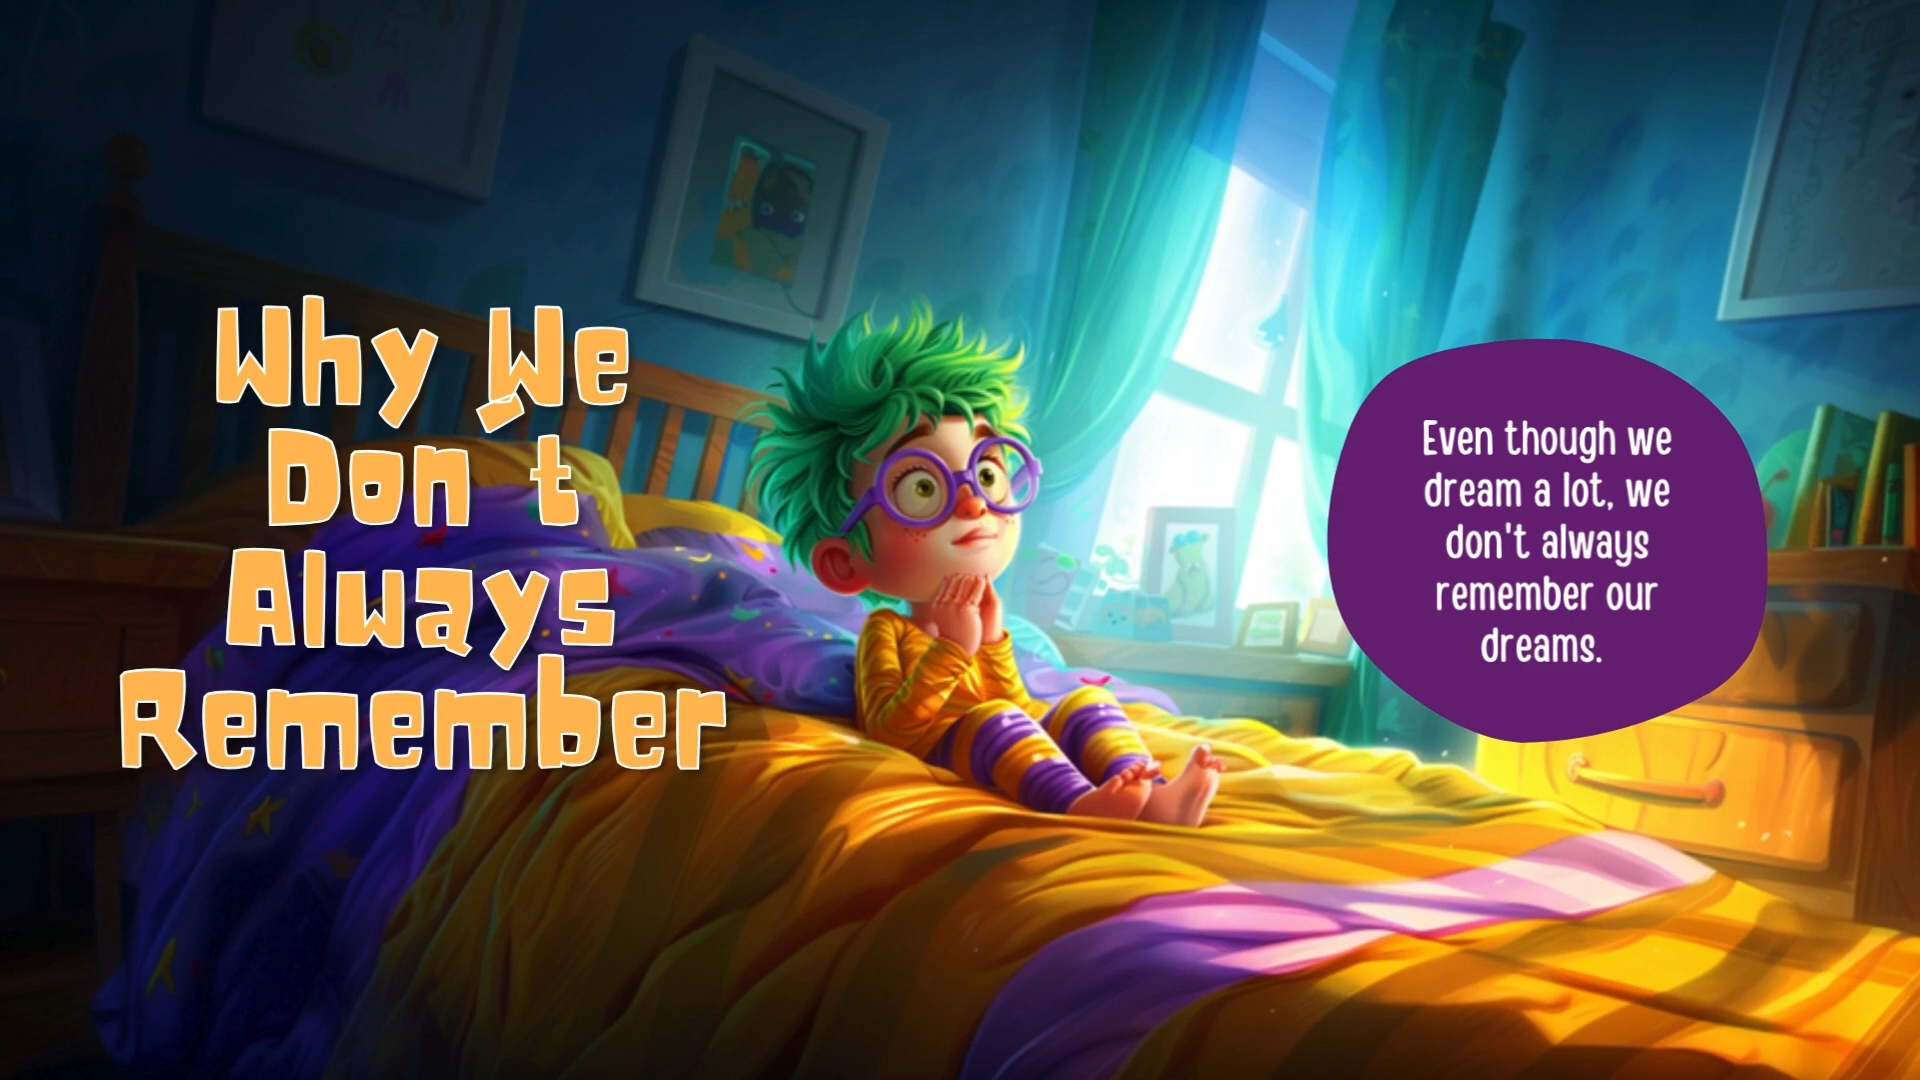 Why We
Don t
Always
Remember
Even though we
dream a lot, we
don't always
remember our
dreams.